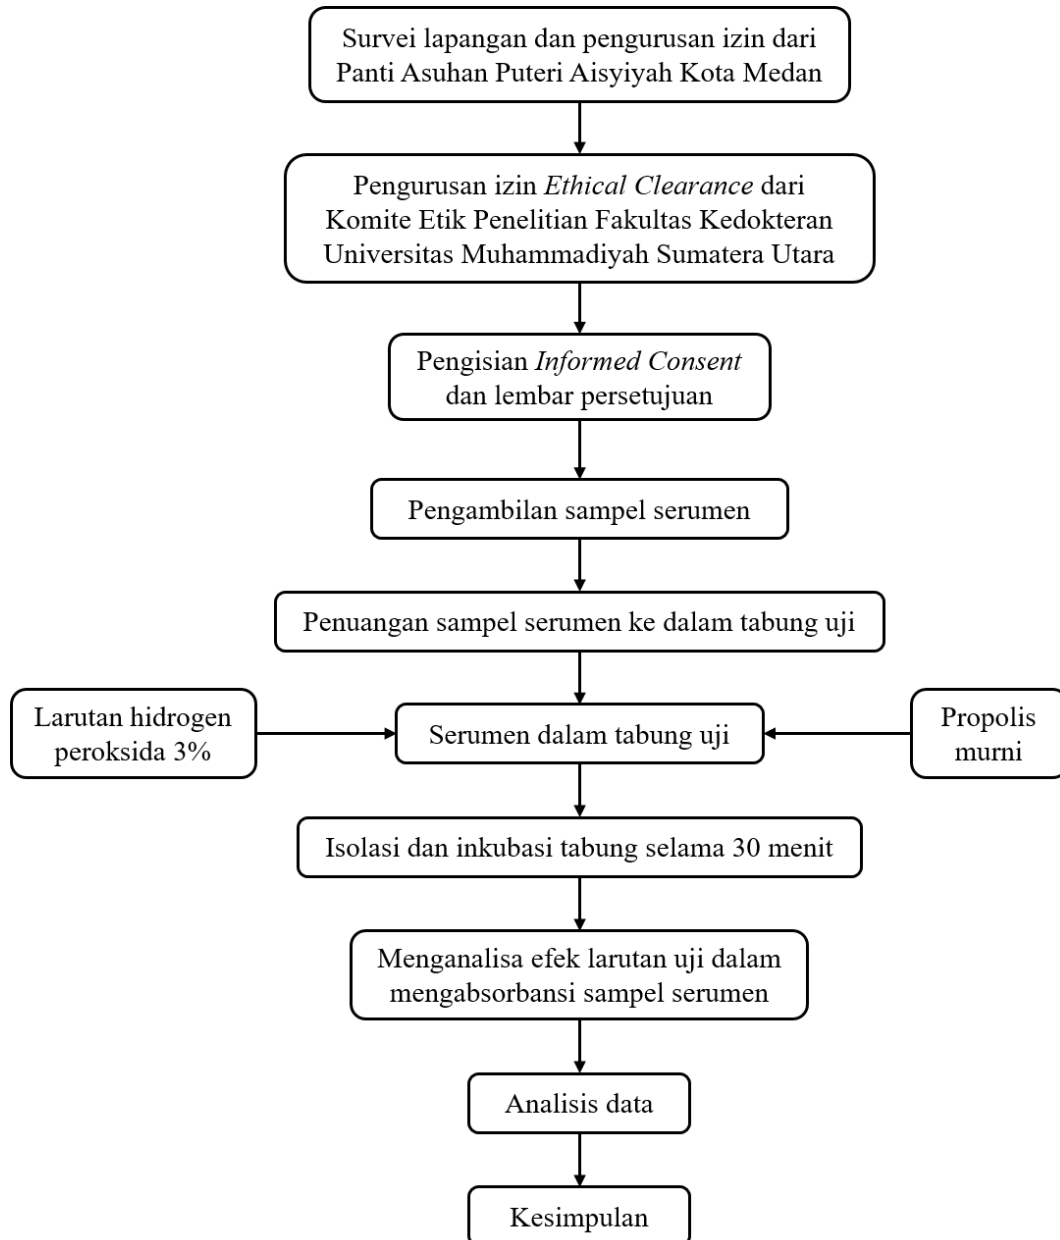 Survei lapangan dan pengurusan izin dari
Panti Asuhan Puteri Aisyiyah Kota Medan
Pengurusan izin Ethical Clearance dari
Komite Etik Penelitian Fakultas Kedokteran
Universitas Muhammadiyah Sumatera Utara
Pengisian Informed Consent
dan lembar persetujuan
Pengambilan sampel serumen
Penuangan sampel serumen ke dalam tabung uji
Larutan hidrogen
peroksida 3%
Serumen dalam tabung uji
Propolis
murni
Isolasi dan inkubasi tabung selama 30 menit
Menganalisa efek larutan uji dalam
mengabsorbansi sampel serumen
Analisis data
Kesimpulan